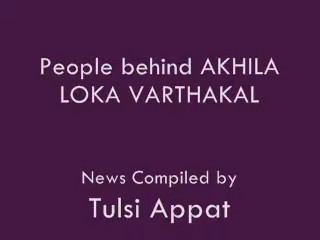 People behind AKHILA
LOKA VARTHAKAL
News Compiled by
Tulsi Appat